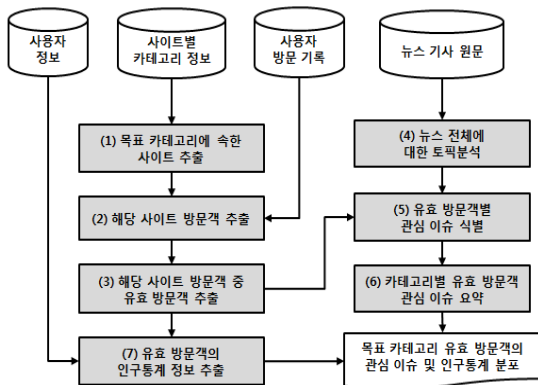 사용자
정보
사이트별
카테고리 정보
사용자
방문 기록
뉴스 기사 원문
(1) 목표 카테고리에 속한
사이트 추출
(4) 뉴스 전체에
대한 토픽분석
(2) 해당 사이트 방문객 추출
(5) 유효 방문객별
관심 이슈 식별
(3) 해당 사이트 방문객 중
유효 방문객 추출
(6) 카테고리별 유효 방문객
관심 이슈 요약
(7) 유효 방문객의
인구통계 정보 추출
목표 카테고리 유효 방문객의
관심 이슈 및 인구통계 분포